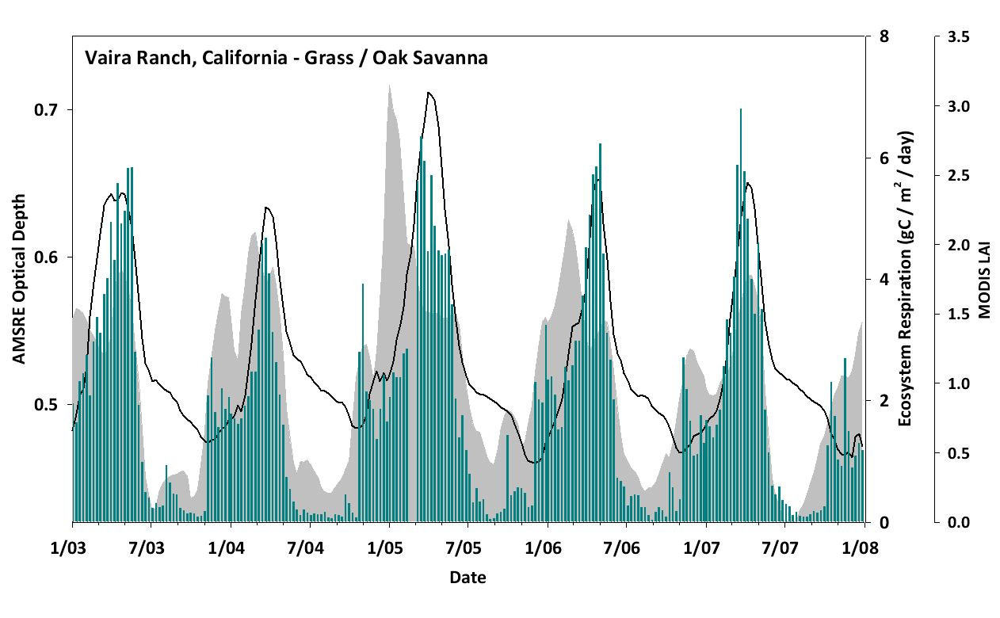 Vaira Ranch, California - Grass / Oak Savanna
AMSRE Optical Depth
0.7
0.6
0.5
8
6
4
2
0
Ecosystem Respiration (gC / m² / day)
3.5
3.0
2.5
2.0
1.5
1.0
0.5
0.0
MODIS LAI
1/03 7/03 1/04 7/04 1/05 7/05 1/06 7/06 1/07 7/07 1/08
Date